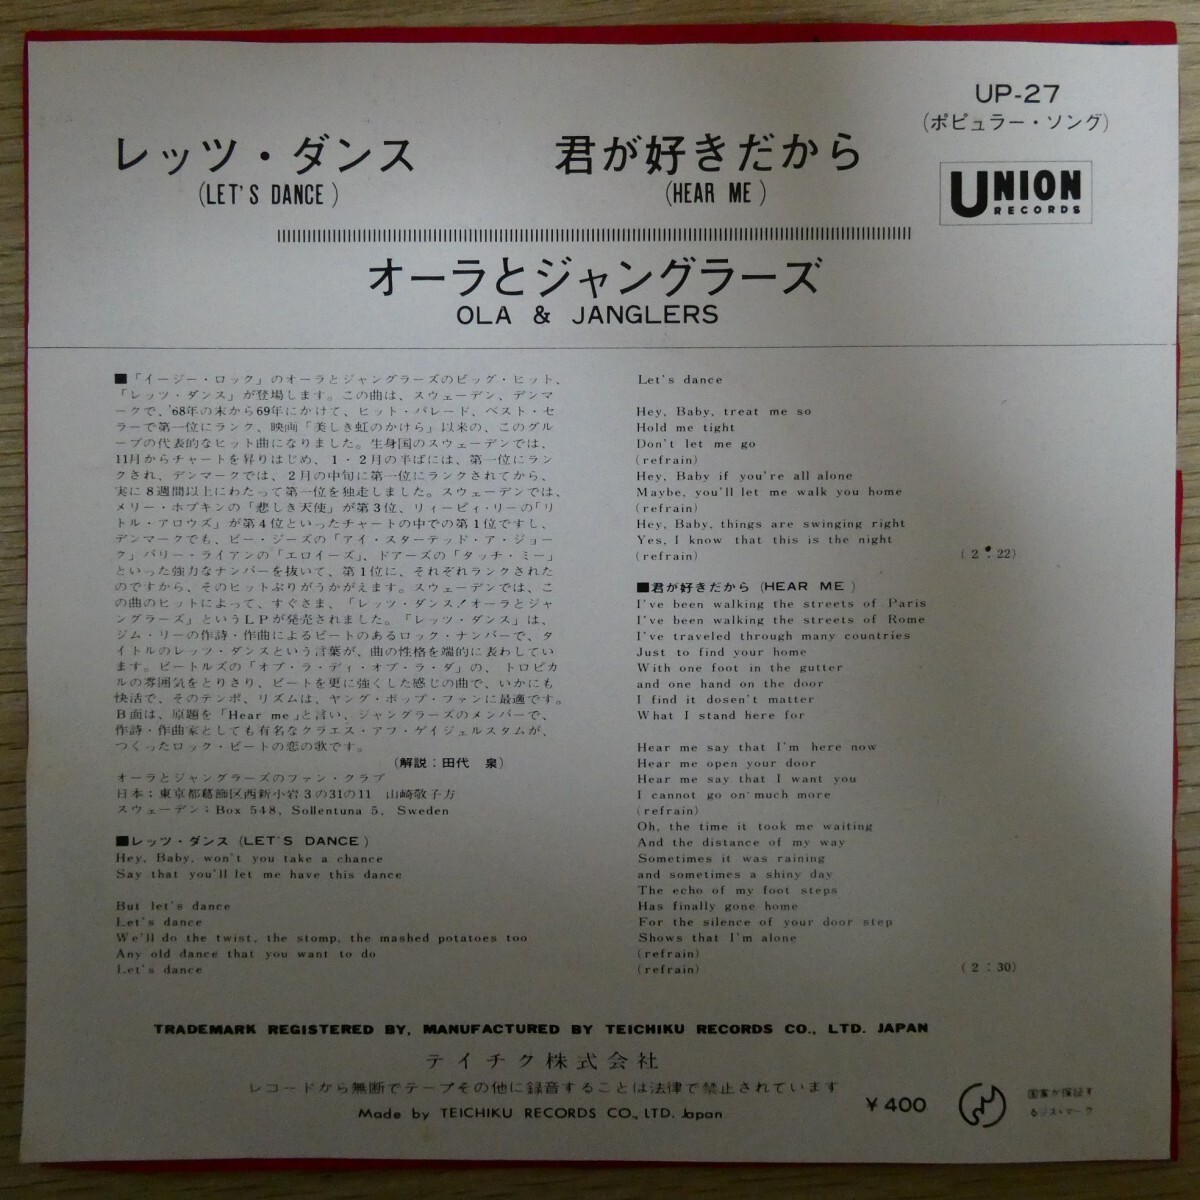 UP-27
(ポピュラー・ソング)
UNION
RECORDS
レッツ・ダンス
(LET'S DANCE)
君が好きだから
(HEAR ME)
オーラとジャングラーズ
OLA & JANGLERS
■「イージー・ロック」のオーラとジャングラーズのビッグ・ヒット、
「レッツ・ダンス」が登場します。この曲は、スウェーデン、デンマ
ークで、'68年の末から69年にかけて、ヒット・パレード、ベスト・セ
ラーで第一位にランク、映画「美しき虹のかけら」以来の、このグル
ープの代表的なヒット曲になりました。生身国のスウェーデンでは、
11月からチャートを昇りはじめ、1・2月の半ばには、第一位にラン
クされ、デンマークでは、2月の中旬に第一位にランクされてから、
実に8週間以上にわたって第一位を独走しました。スウェーデンでは、
メリー・ホプキンの「悲しき天使」が第3位、リィービィ・リーの「リ
トル・アロウズ」が第4位といったチャートの中での第1位ですし、
デンマークでも、ビー・ジーズの「アイ・スターテッド・ア・ジョー
ク」バリー・ライアンの「エロイーズ」、ドアーズの「タッチ・ミー」
といった強力なナンバーを抜いて、第1位に、それぞれランクされた
のですから、そのヒットぶりがうかがえます。スウェーデンでは、こ
の曲のヒットによって、すぐさま、「レッツ・ダンス!オーラとジャ
ングラーズ」というLPが発売されました。「レッツ・ダンス」は、
ジム・リーの作詩・作曲によるビートのあるロック・ナンバーで、タ
イトルのレッツ・ダンスという言葉が、曲の性格を端的に表わしてい
ます。ビートルズの「オブ・ラ・ディ・オブ・ラ・ダ」の、トロピカ
ルの雰囲気をとりさり、ビートを更に強くした感じの曲で、いかにも
快活で、そのテンポ、リズムは、ヤング・ポップ・ファンに最適です。
B面は、原題を「Hear me」と言い、ジャングラーズのメンバーで、
作詩・作曲家としても有名なクラエス・アフ・ゲイジェルスタムが、
つくったロック・ビートの恋の歌です。
(解説:田代 泉)
オーラとジャングラーズのファン・クラブ
日本:東京都葛飾区西新小岩3の31の11 山崎敬子方
スウェーデン:Box 548, Sollentuna 5, Sweden
■レッツ・ダンス (LET'S DANCE)
Hey, Baby, won't you take a chance
Say that you'll let me have this dance
But let's dance
Let's dance
We'll do the twist, the stomp, the mashed potatoes too
Any old dance that you want to do
Let's dance
Let's dance
Hey, Baby, treat me so
Hold me tight
Don't let me go
(refrain)
Hey, Baby if you're all alone
Maybe, you'll let me walk you home
(refrain)
Hey, Baby, things are swinging right
Yes, I know that this is the night
(refrain) (2:22)
■君が好きだから (HEAR ME)
I've been walking the streets of Paris
I've been walking the streets of Rome
I've traveled through many countries
Just to find your home
With one foot in the gutter
and one hand on the door
I find it dosen't matter
What I stand here for
Hear me say that I'm here now
Hear me open your door
Hear me say that I want you
I cannot go on much more
(refrain)
Oh, the time it took me waiting
And the distance of my way
Sometimes it was raining
and sometimes a shiny day
The echo of my foot steps
Has finally gone home
For the silence of your door step
Shows that I'm alone
(refrain)
(refrain) (2:30)
TRADEMARK REGISTERED BY, MANUFACTURED BY TEICHIKU RECORDS CO., LTD. JAPAN
テイチク株式会社
レコードから無断でテープその他に録音することは法律で禁止されています
Made by TEICHIKU RECORDS CO., LTD. Japan
¥400
国家が保証す
るジス・マーク